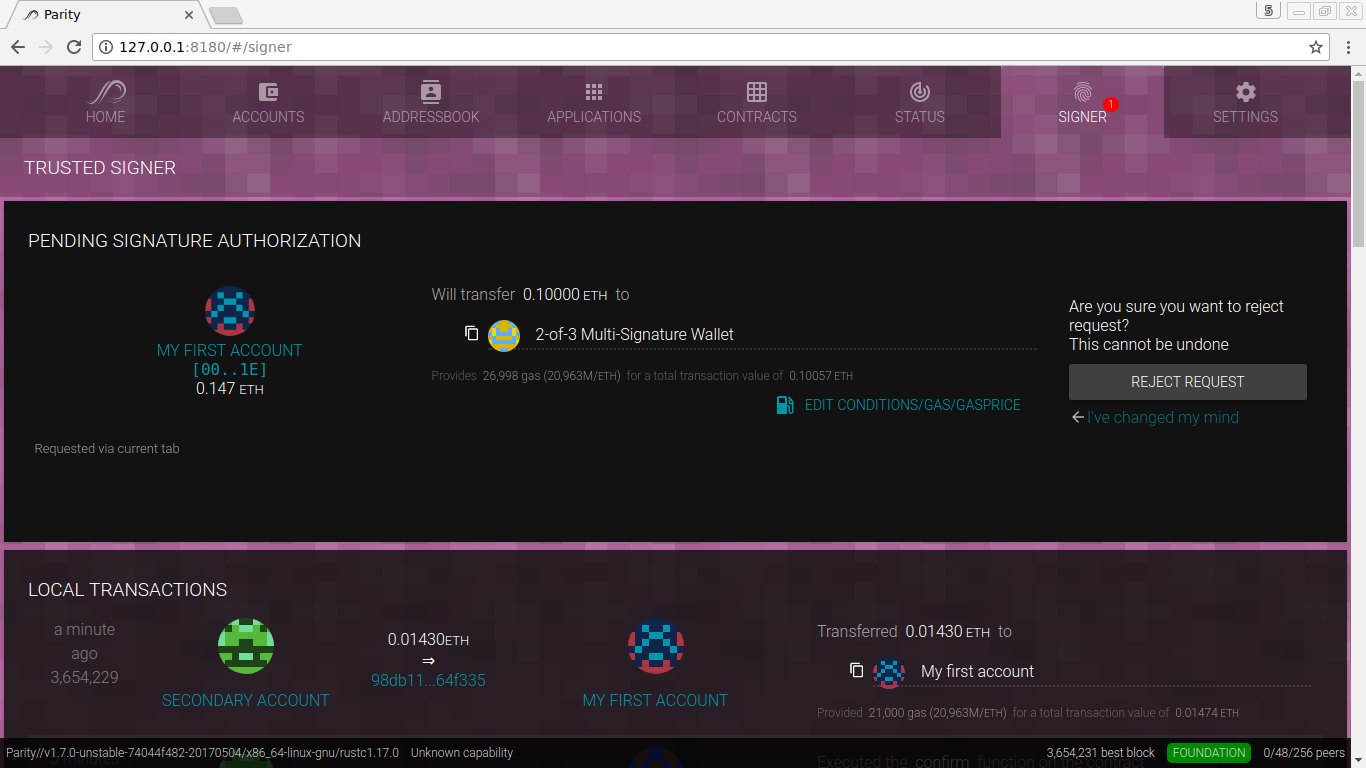 Parity
5
127.0.0.1:8180/#/signer
HOME
ACCOUNTS
ADDRESSBOOK
APPLICATIONS
CONTRACTS
STATUS
SIGNER
1
SETTINGS
TRUSTED SIGNER
PENDING SIGNATURE AUTHORIZATION
MY FIRST ACCOUNT
[00..1E]
0.147 ETH
Requested via current tab
Will transfer 0.10000 ETH to
2-of-3 Multi-Signature Wallet
Provides 26,998 gas (20,963M/ETH) for a total transaction value of 0.10057 ETH
EDIT CONDITIONS/GAS/GASPRICE
Are you sure you want to reject
request?
This cannot be undone
REJECT REQUEST
I've changed my mind
LOCAL TRANSACTIONS
a minute
ago
3,654,229
SECONDARY ACCOUNT
0.01430ETH
⇒
98db11...64f335
MY FIRST ACCOUNT
Transferred 0.01430 ETH to
My first account
Provided 21,000 gas (20,963M/ETH) for a total transaction value of 0.01474 ETH
Executed the confirm function on the contract
Parity//v1.7.0-unstable-74044f482-20170504/x86_64-linux-gnu/rustc1.17.0 Unknown capability
3,654,231 best block
FOUNDATION
0/48/256 peers